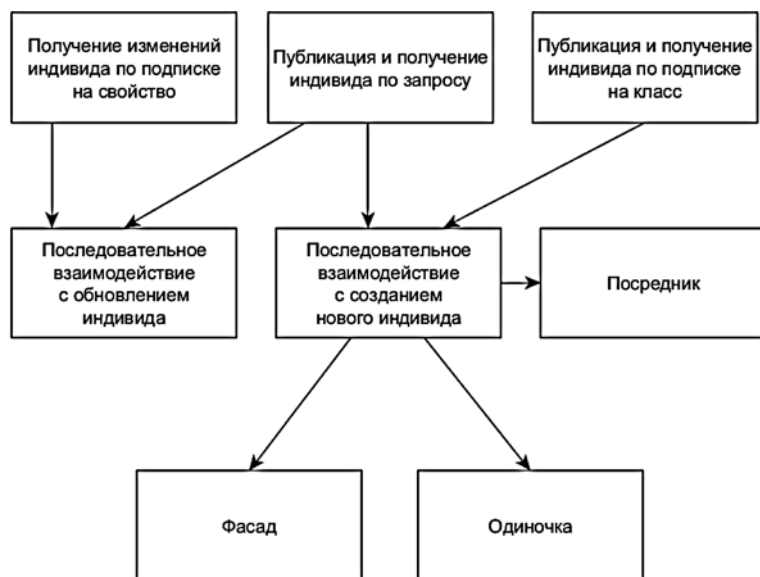 Получение изменений
индивида по подписке
на свойство
Публикация и получение
индивида по запросу
Публикация и получение
индивида по подписке
на класс
Последовательное
взаимодействие
с обновлением
индивида
Последовательное
взаимодействие
с созданием
нового индивида
Посредник
Фасад
Одиночка